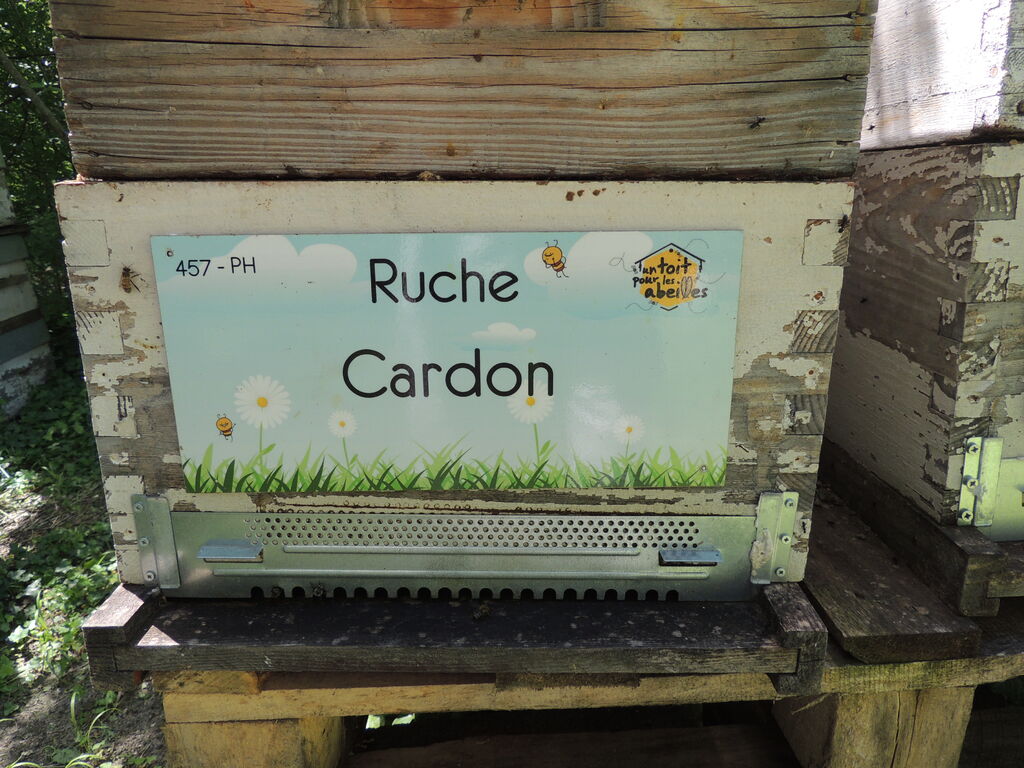 457 - PH
Ruche
Cardon
un toit
pour les
abeilles